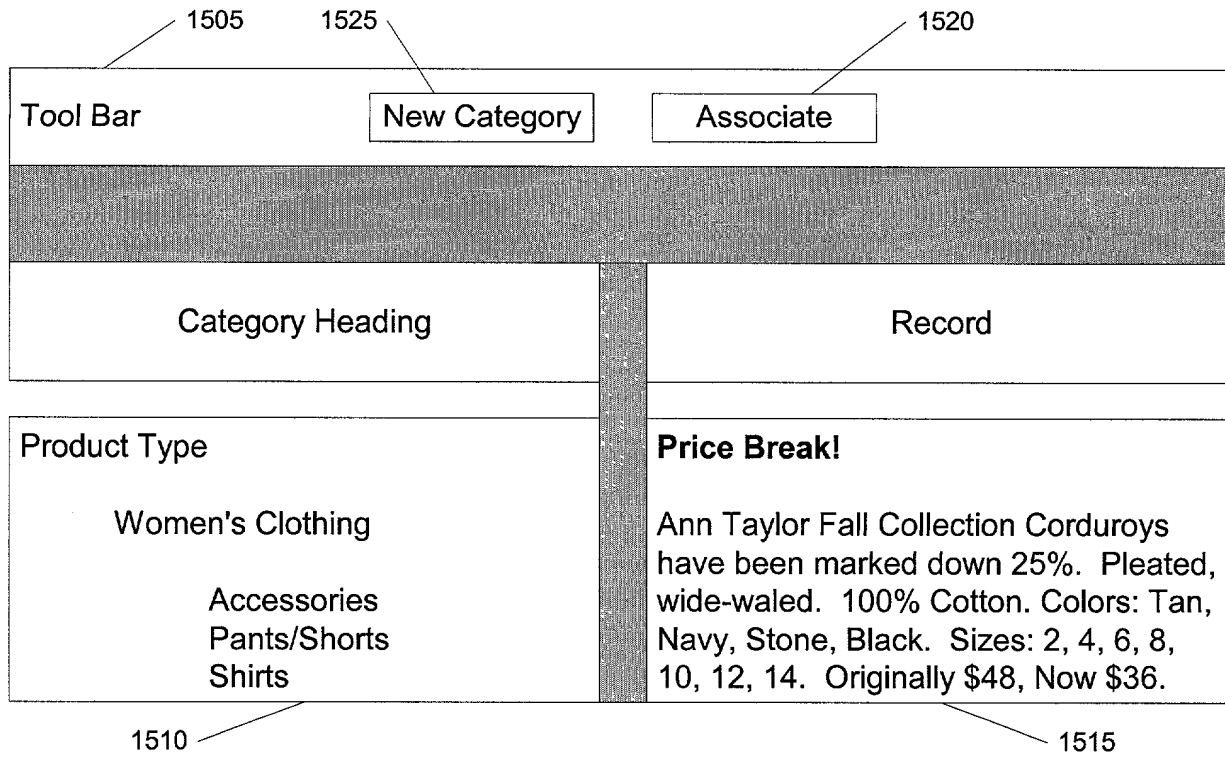 1505
1525
1520
Tool Bar
New Category
Associate
Category Heading
Record
Product Type
Women's Clothing
Accessories
Pants/Shorts
Shirts
Price Break!
Ann Taylor Fall Collection Corduroys
have been marked down 25%.  Pleated,
wide-waled.  100% Cotton. Colors: Tan,
Navy, Stone, Black.  Sizes: 2, 4, 6, 8,
10, 12, 14.  Originally $48, Now $36.
1510
1515